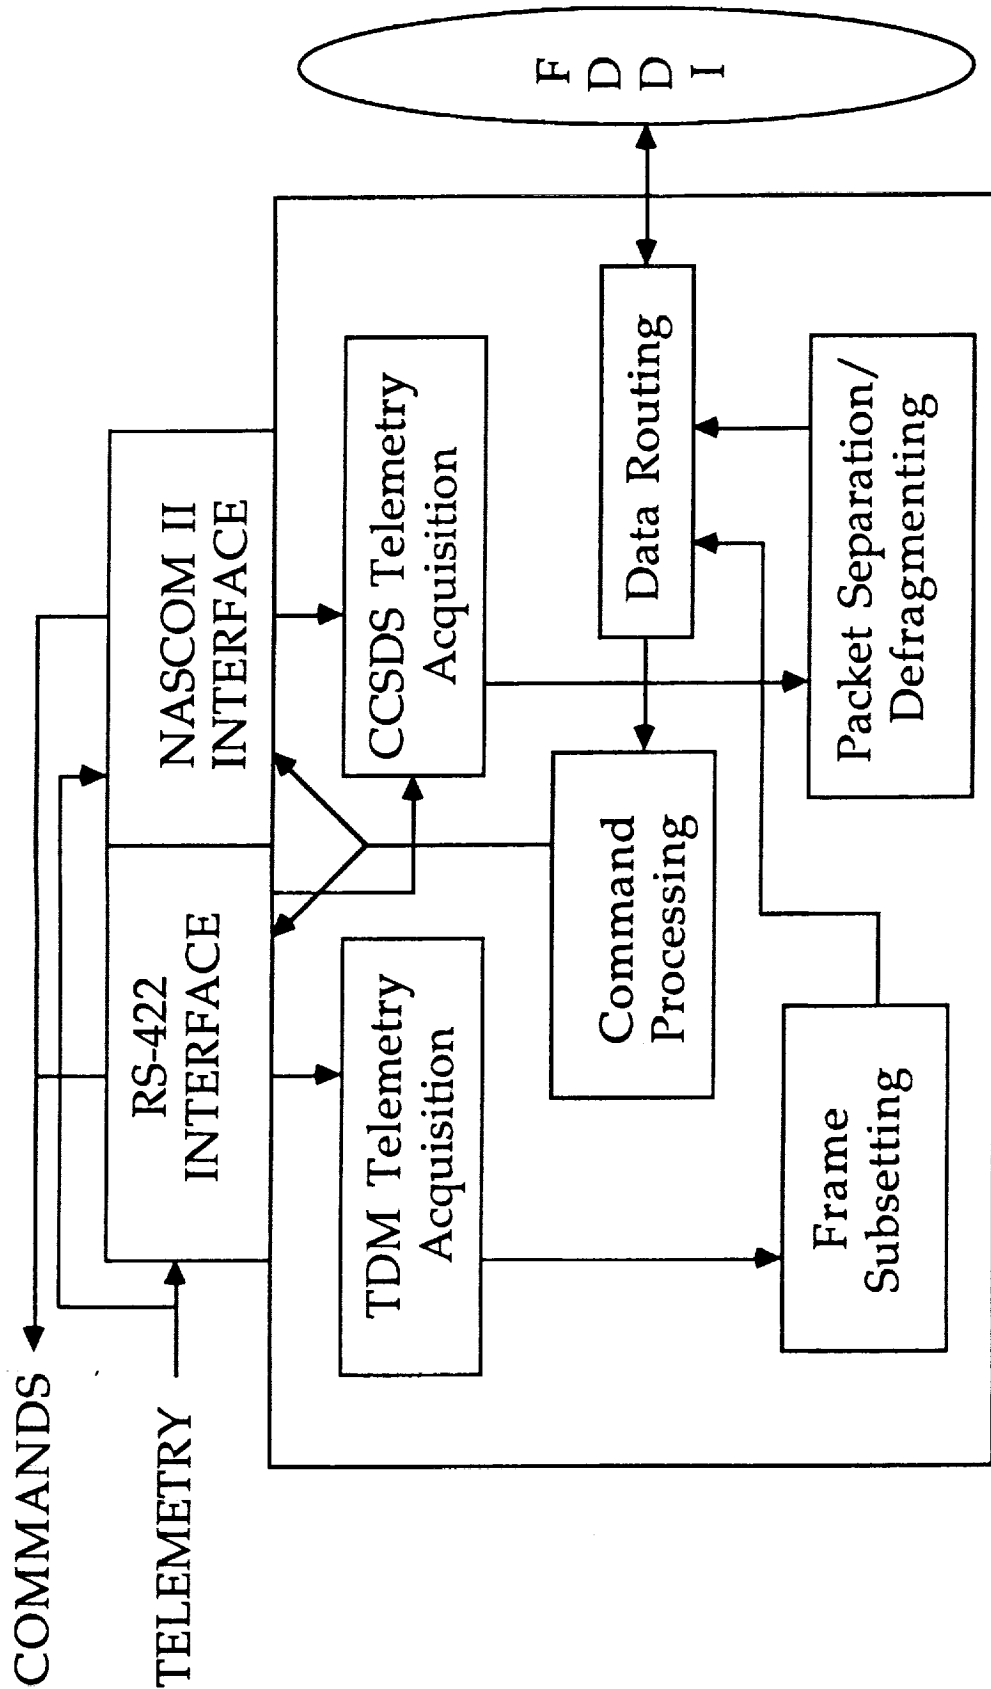 COMMANDS
TELEMETRY
RS-422
INTERFACE
NASCOM II
INTERFACE
TDM Telemetry
Acquisition
CCSDS Telemetry
Acquisition
Command
Processing
Data Routing
Frame
Subsetting
Packet Separation/
Defragmenting
F
D
D
I